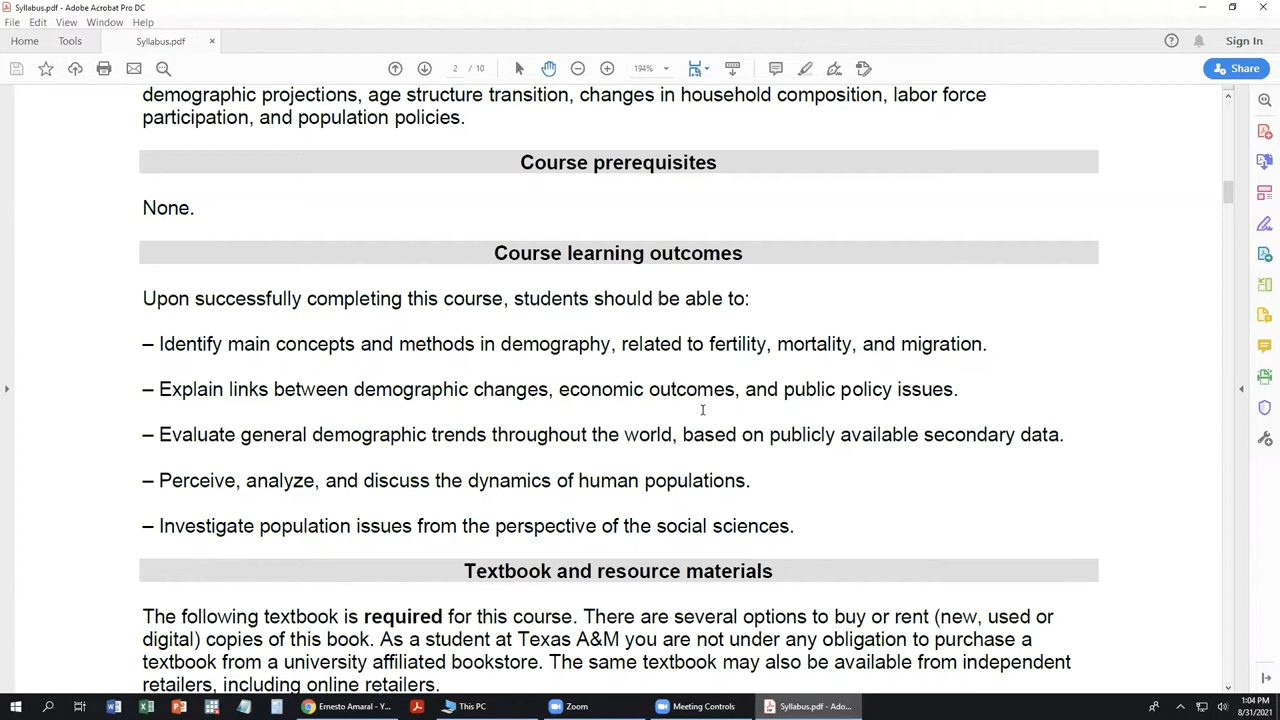 Syllabus.pdf - Adobe Acrobat Pro DC
File Edit View Window Help
Home Tools Syllabus.pdf × Sign In
2 / 10 194% Share
demographic projections, age structure transition, changes in household composition, labor force
participation, and population policies.
Course prerequisites
None.
Course learning outcomes
Upon successfully completing this course, students should be able to:
– Identify main concepts and methods in demography, related to fertility, mortality, and migration.
– Explain links between demographic changes, economic outcomes, and public policy issues.
– Evaluate general demographic trends throughout the world, based on publicly available secondary data.
– Perceive, analyze, and discuss the dynamics of human populations.
– Investigate population issues from the perspective of the social sciences.
Textbook and resource materials
The following textbook is required for this course. There are several options to buy or rent (new, used or
digital) copies of this book. As a student at Texas A&M you are not under any obligation to purchase a
textbook from a university affiliated bookstore. The same textbook may also be available from independent
retailers, including online retailers.
Ernesto Amaral - Y... This PC Zoom Meeting Controls Syllabus.pdf - Ado... 1:04 PM
8/31/2021